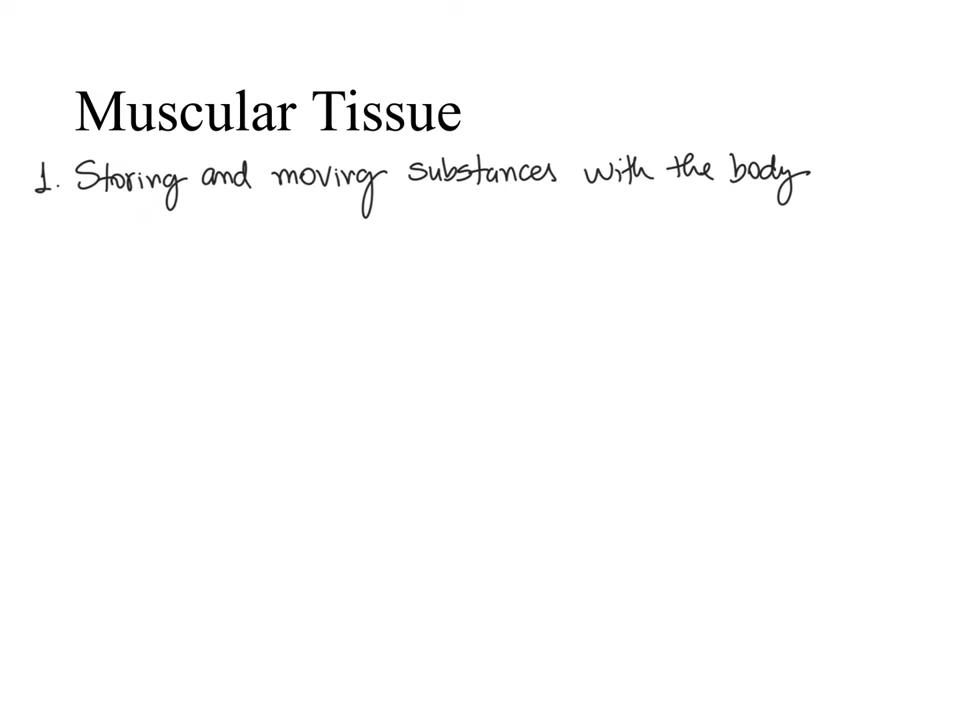 Muscular Tissue
1. Storing and moving substances with the body